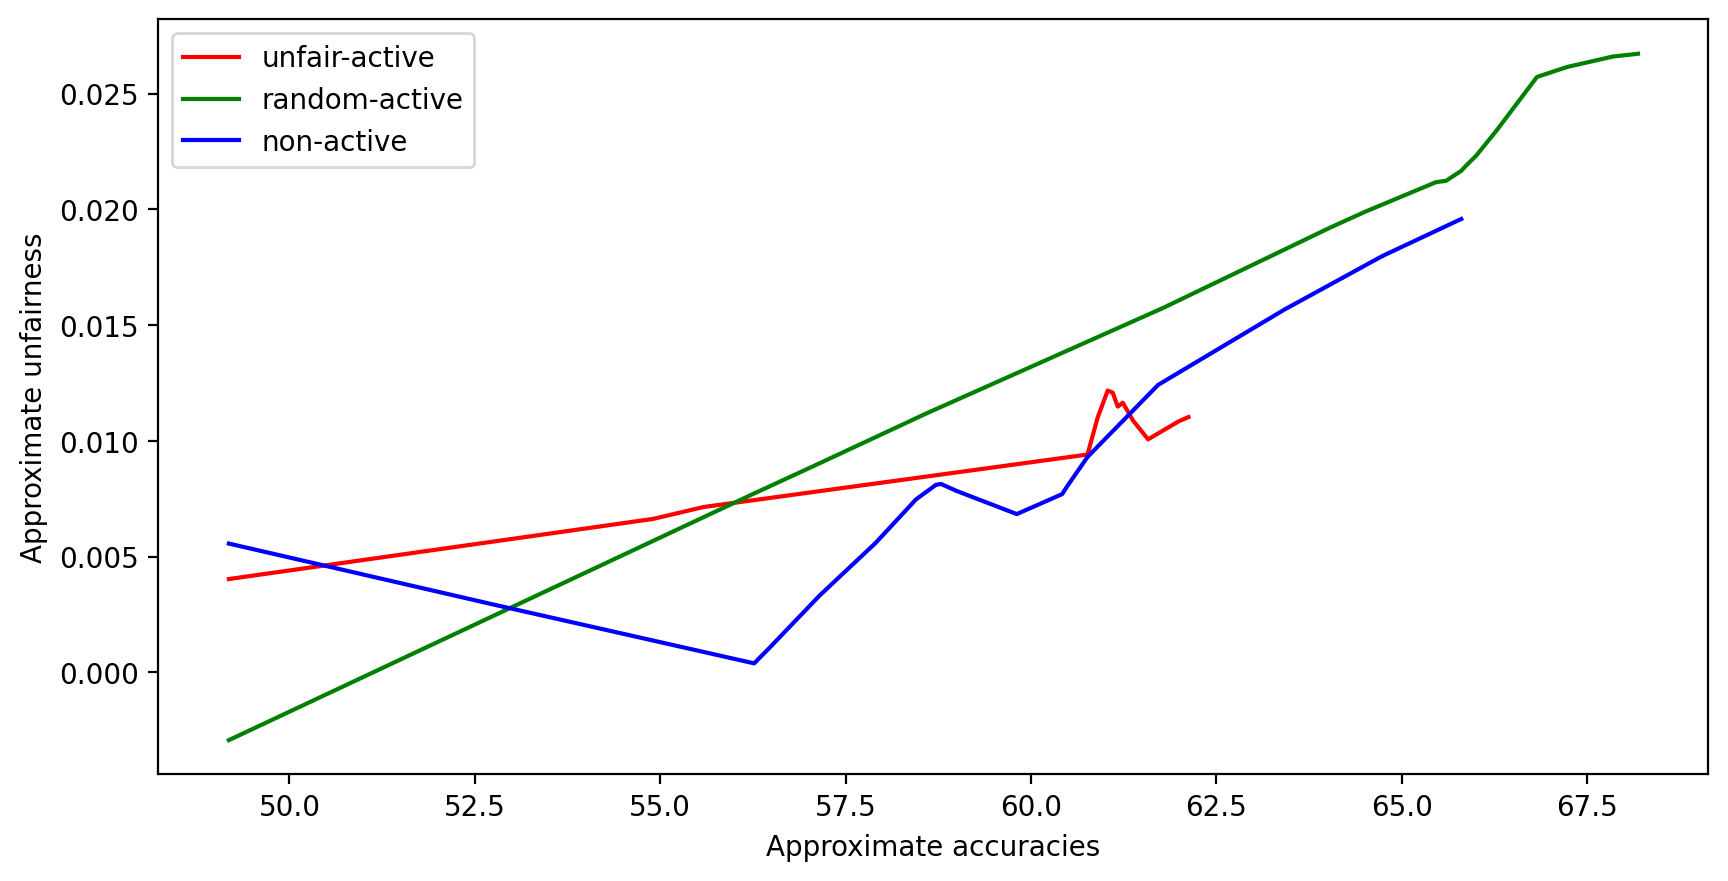 unfair-active
random-active
non-active
0.025
0.020
0.015
0.010
0.005
0.000
Approximate unfairness
50.0 52.5 55.0 57.5 60.0 62.5 65.0 67.5
Approximate accuracies